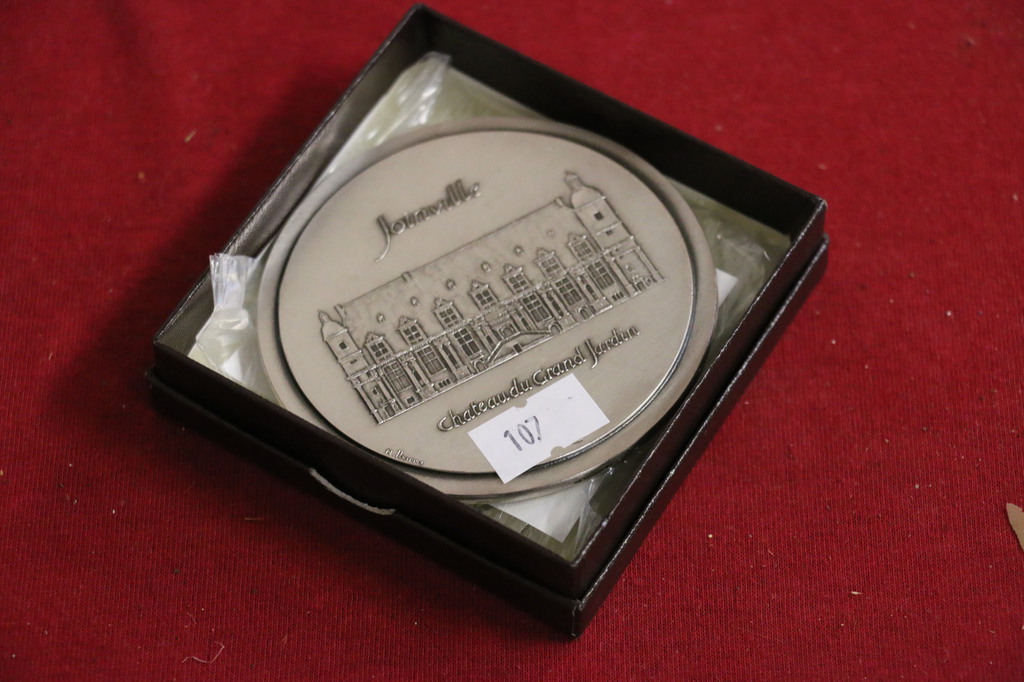 Joinville
Chateau du Grand Jardin
107